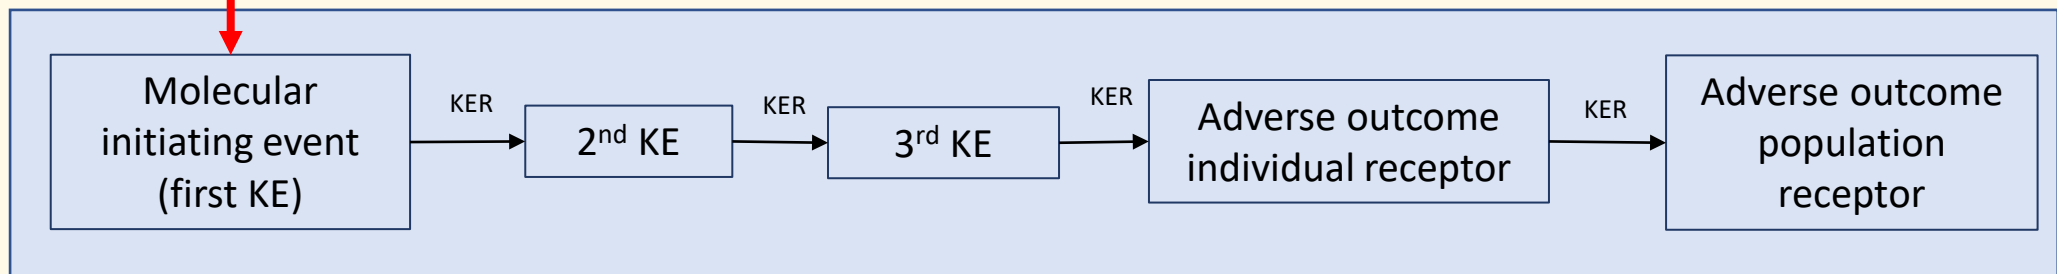 Molecular
initiating event
(first KE)
KER
2nd KE
KER
3rd KE
KER
Adverse outcome
individual receptor
KER
Adverse outcome
population
receptor